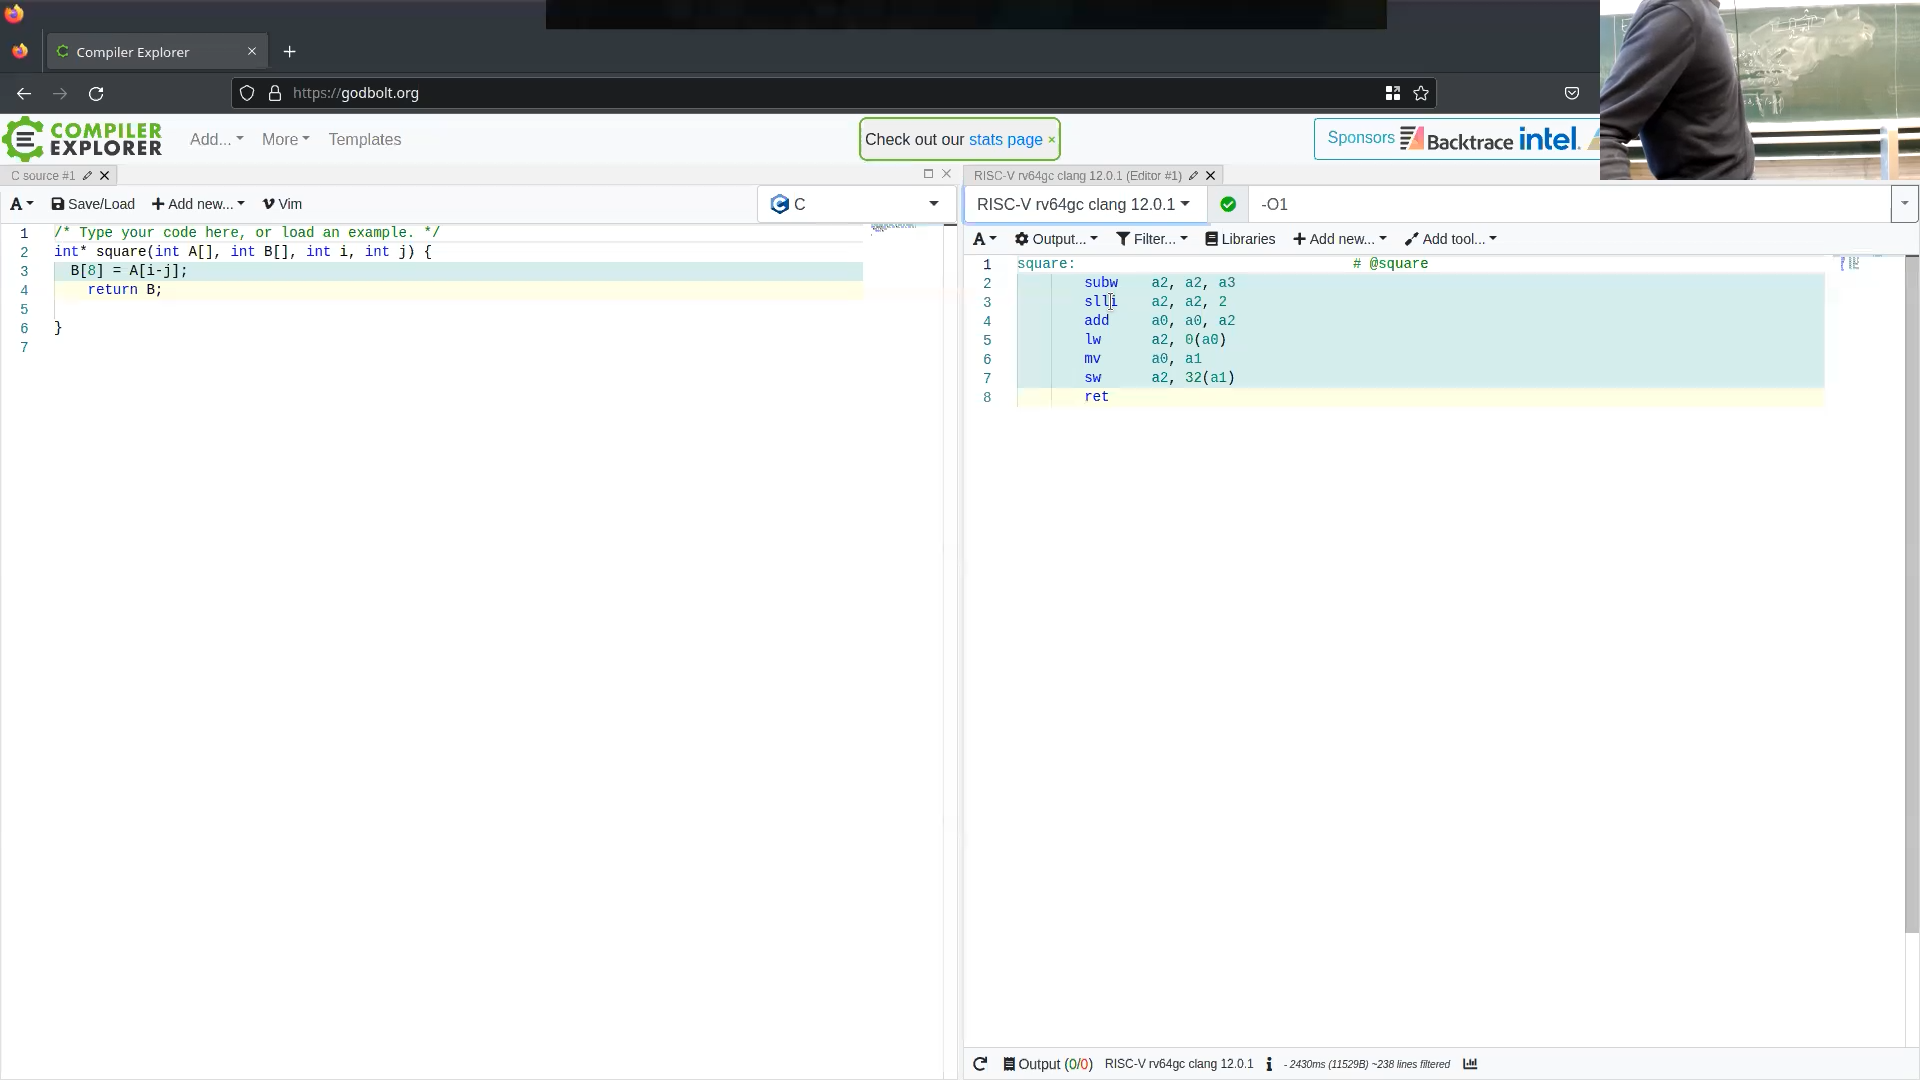 Compiler Explorer
https://godbolt.org
COMPILER
EXPLORER
Add...
More
Templates
Check out our stats page ×
Sponsors
Backtrace
intel.
C source #1
A
Save/Load
+ Add new...
Vim
C
1 /* Type your code here, or load an example. */
2 int* square(int A[], int B[], int i, int j) {
3 B[8] = A[i-j];
4 return B;
5
6 }
7
RISC-V rv64gc clang 12.0.1 (Editor #1)
RISC-V rv64gc clang 12.0.1
-O1
A
Output...
Filter...
Libraries
+ Add new...
Add tool...
1 square: # @square
2 subw a2, a2, a3
3 slli a2, a2, 2
4 add a0, a0, a2
5 lw a2, 0(a0)
6 mv a0, a1
7 sw a2, 32(a1)
8 ret
Output (0/0)
RISC-V rv64gc clang 12.0.1
i
- 2430ms (11529B) ~238 lines filtered